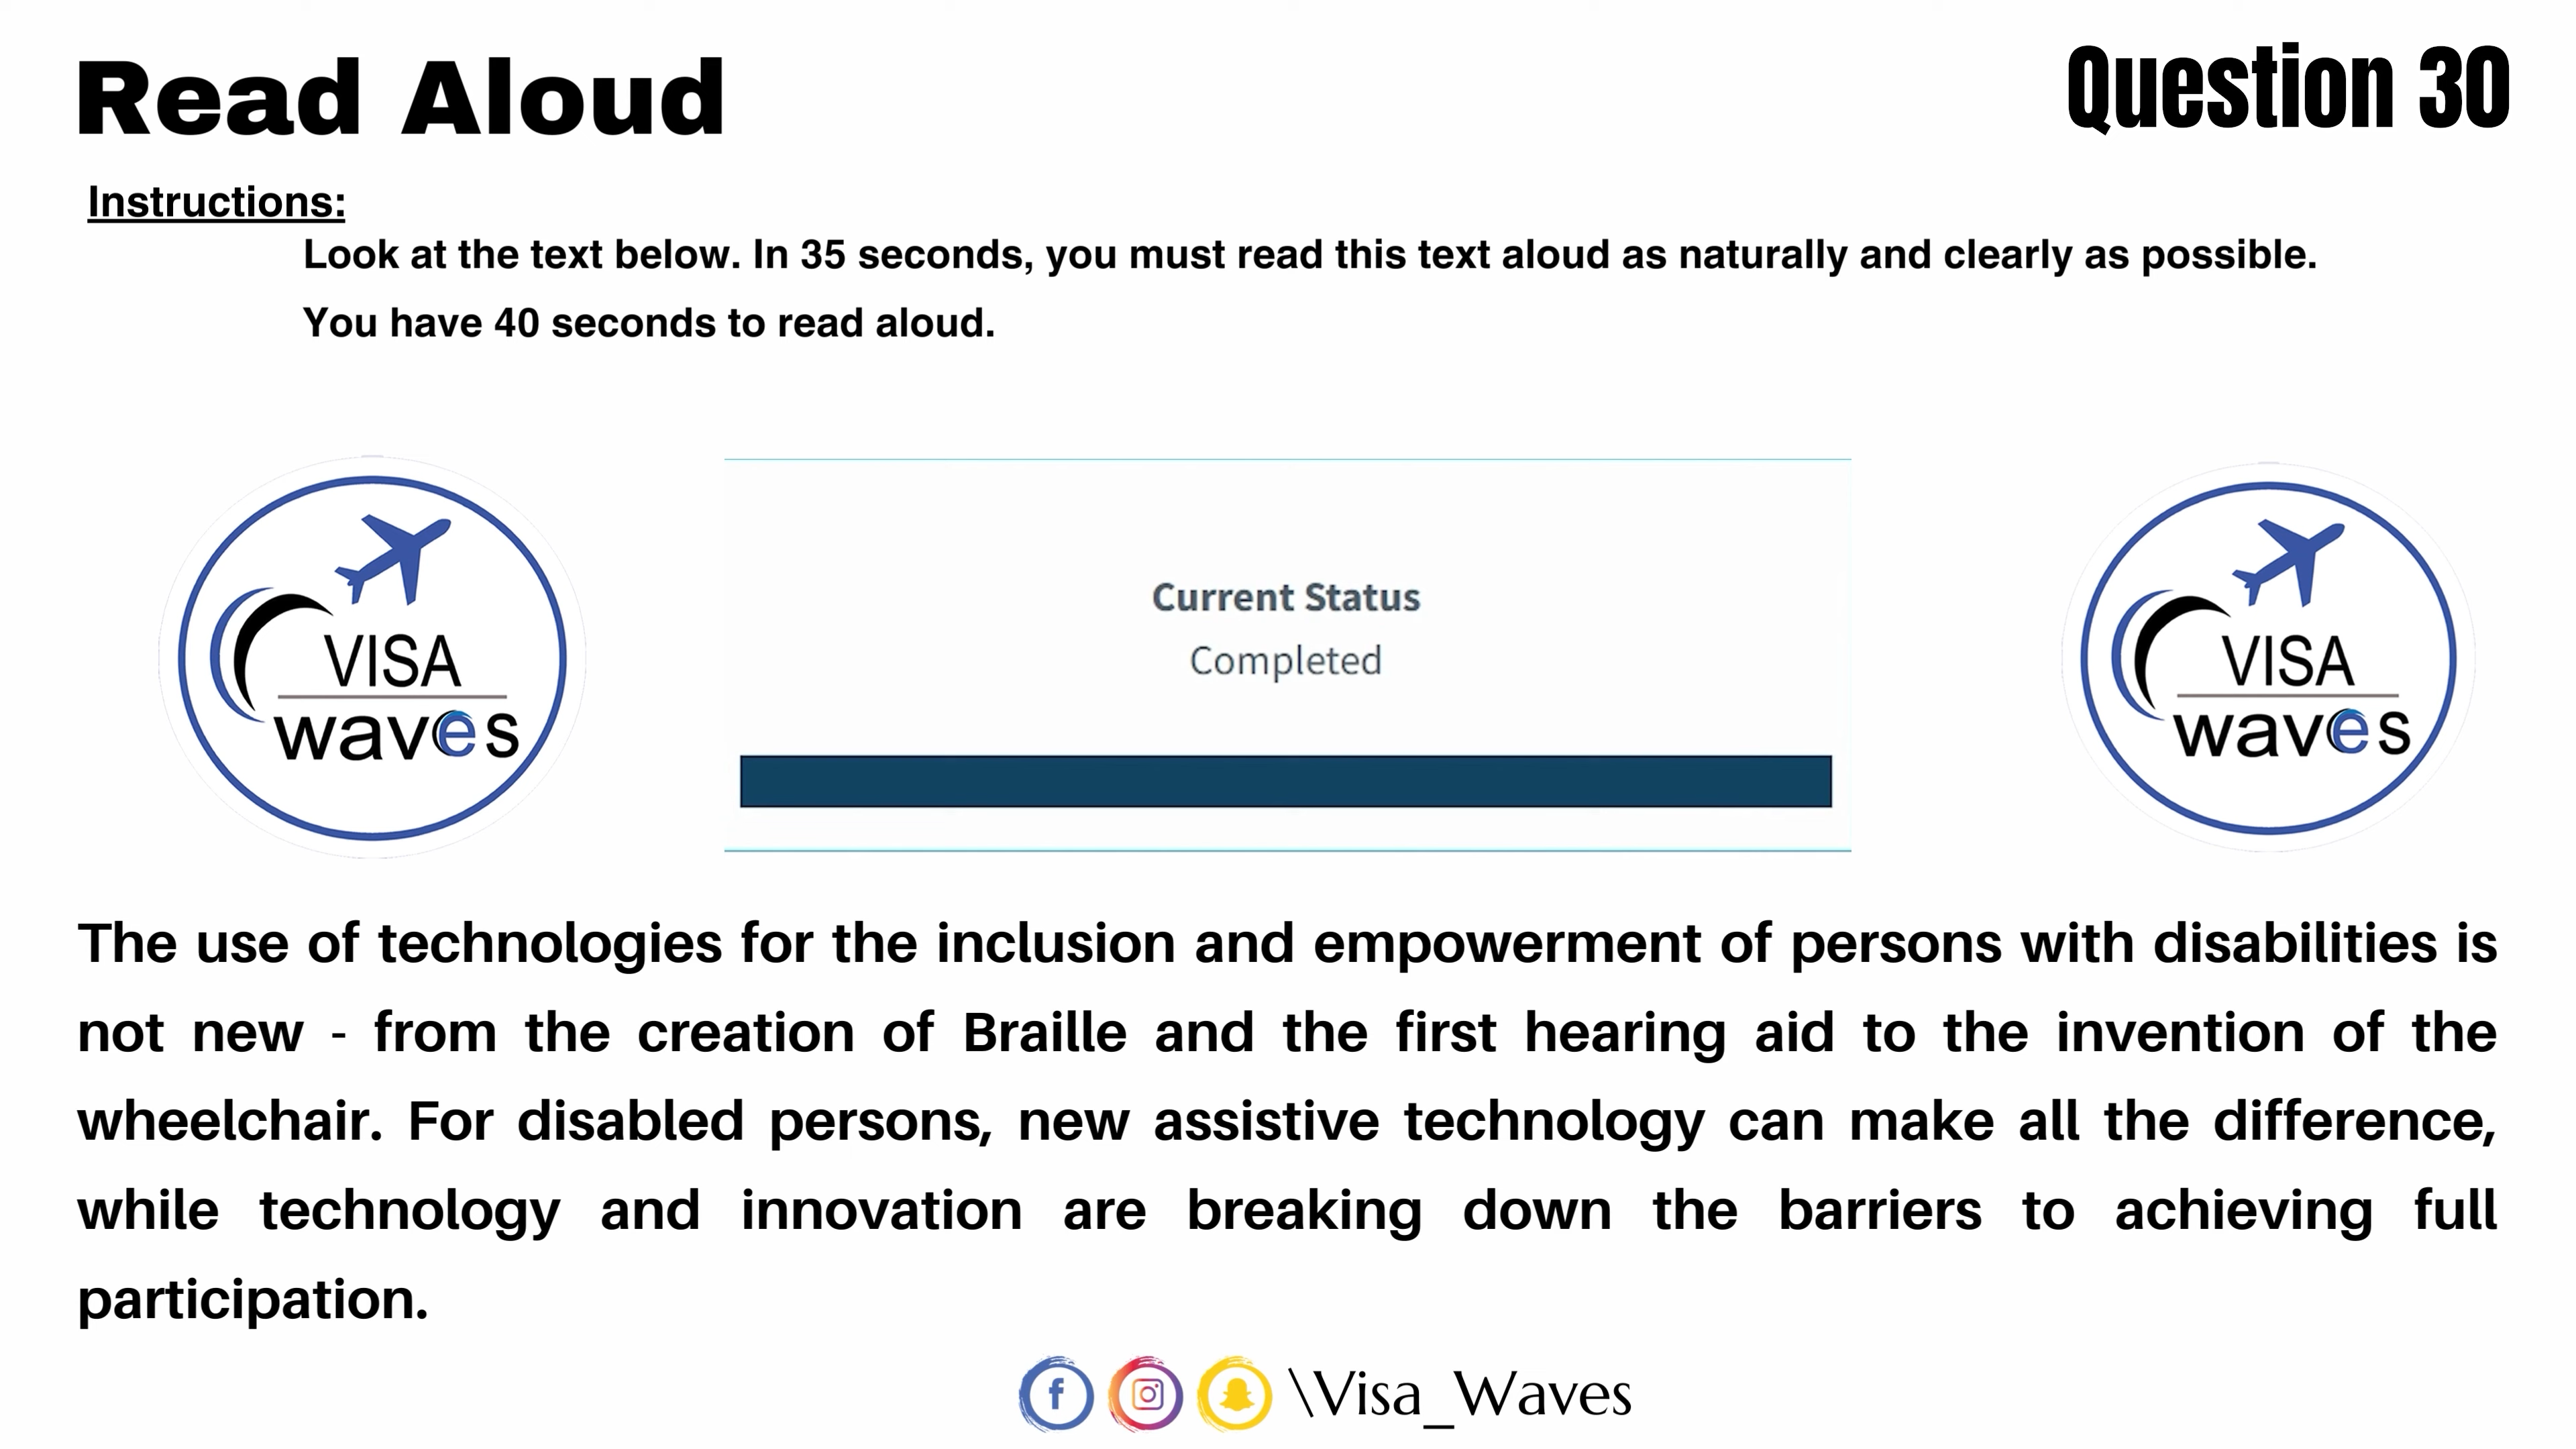 Read Aloud
Question 30
Instructions:
Look at the text below. In 35 seconds, you must read this text aloud as naturally and clearly as possible.
You have 40 seconds to read aloud.
VISA
waves
Current Status
Completed
VISA
waves
The use of technologies for the inclusion and empowerment of persons with disabilities is
not new - from the creation of Braille and the first hearing aid to the invention of the
wheelchair. For disabled persons, new assistive technology can make all the difference,
while technology and innovation are breaking down the barriers to achieving full
participation.
\Visa_Waves